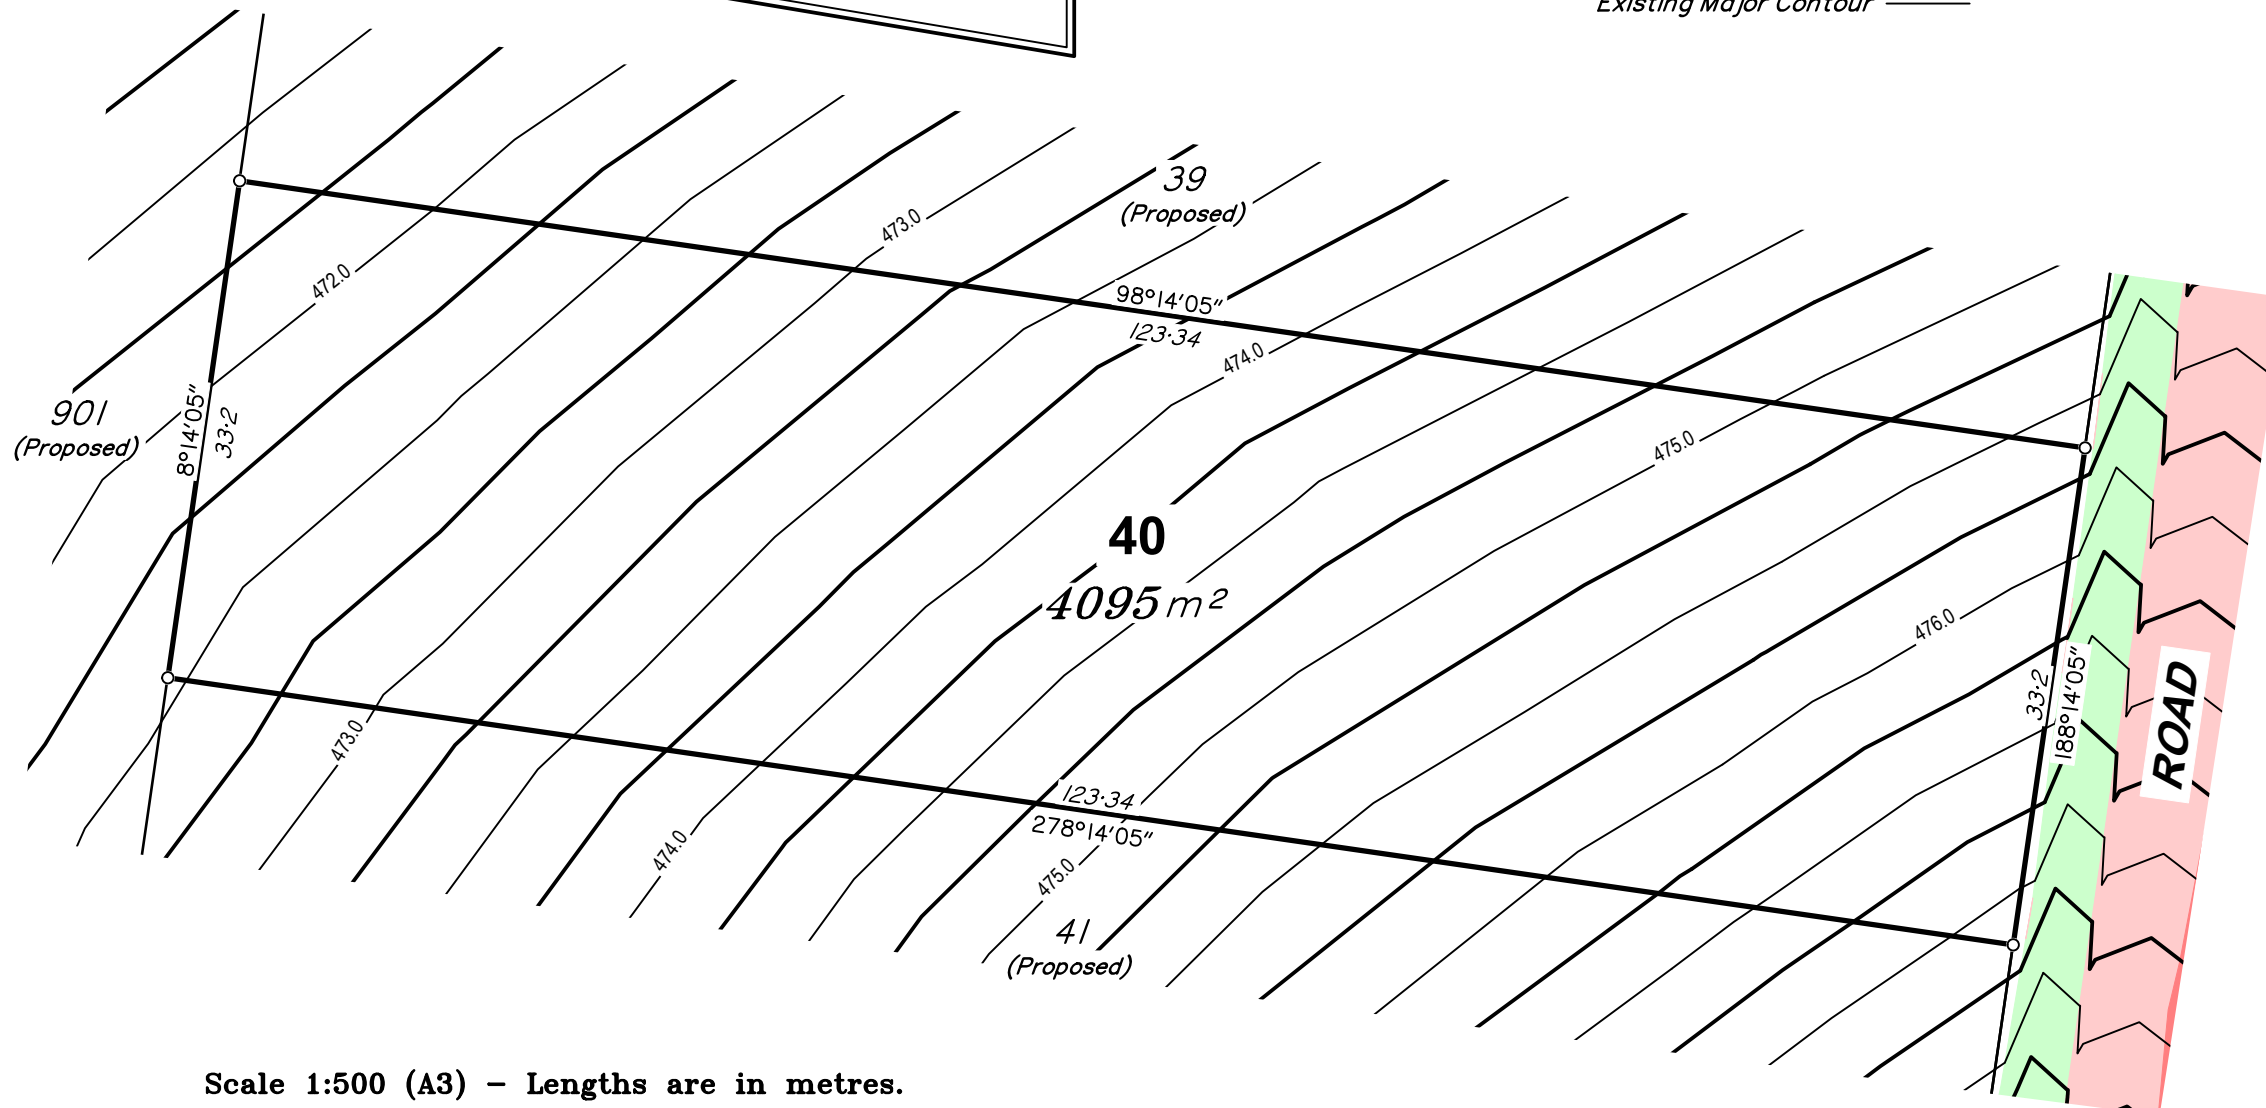 Existing Major Contour
39
(Proposed)
473.0
472.0
98°14'05"
123·34
474.0
901
(Proposed)
8°14'05"
33·2
475.0
40
4095 m²
476.0
33·2
188°14'05"
ROAD
473.0
123·34
278°14'05"
474.0
475.0
41
(Proposed)
Scale 1:500 (A3) – Lengths are in metres.